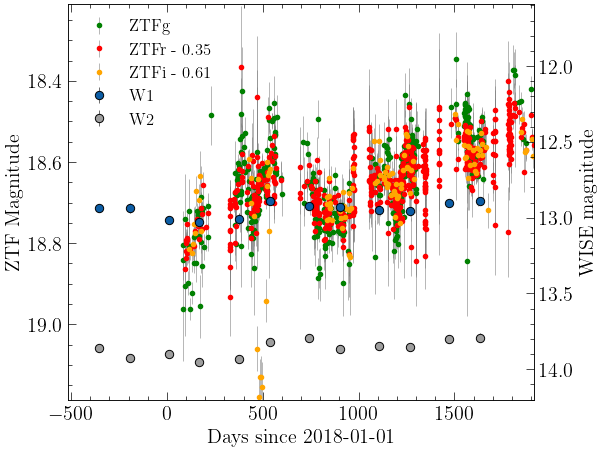 ZTFg
ZTFr - 0.35
ZTFi - 0.61
W1
W2
18.4
18.6
18.8
19.0
ZTF Magnitude
12.0
12.5
13.0
13.5
14.0
WISE magnitude
−500
0
500
1000
1500
Days since 2018-01-01